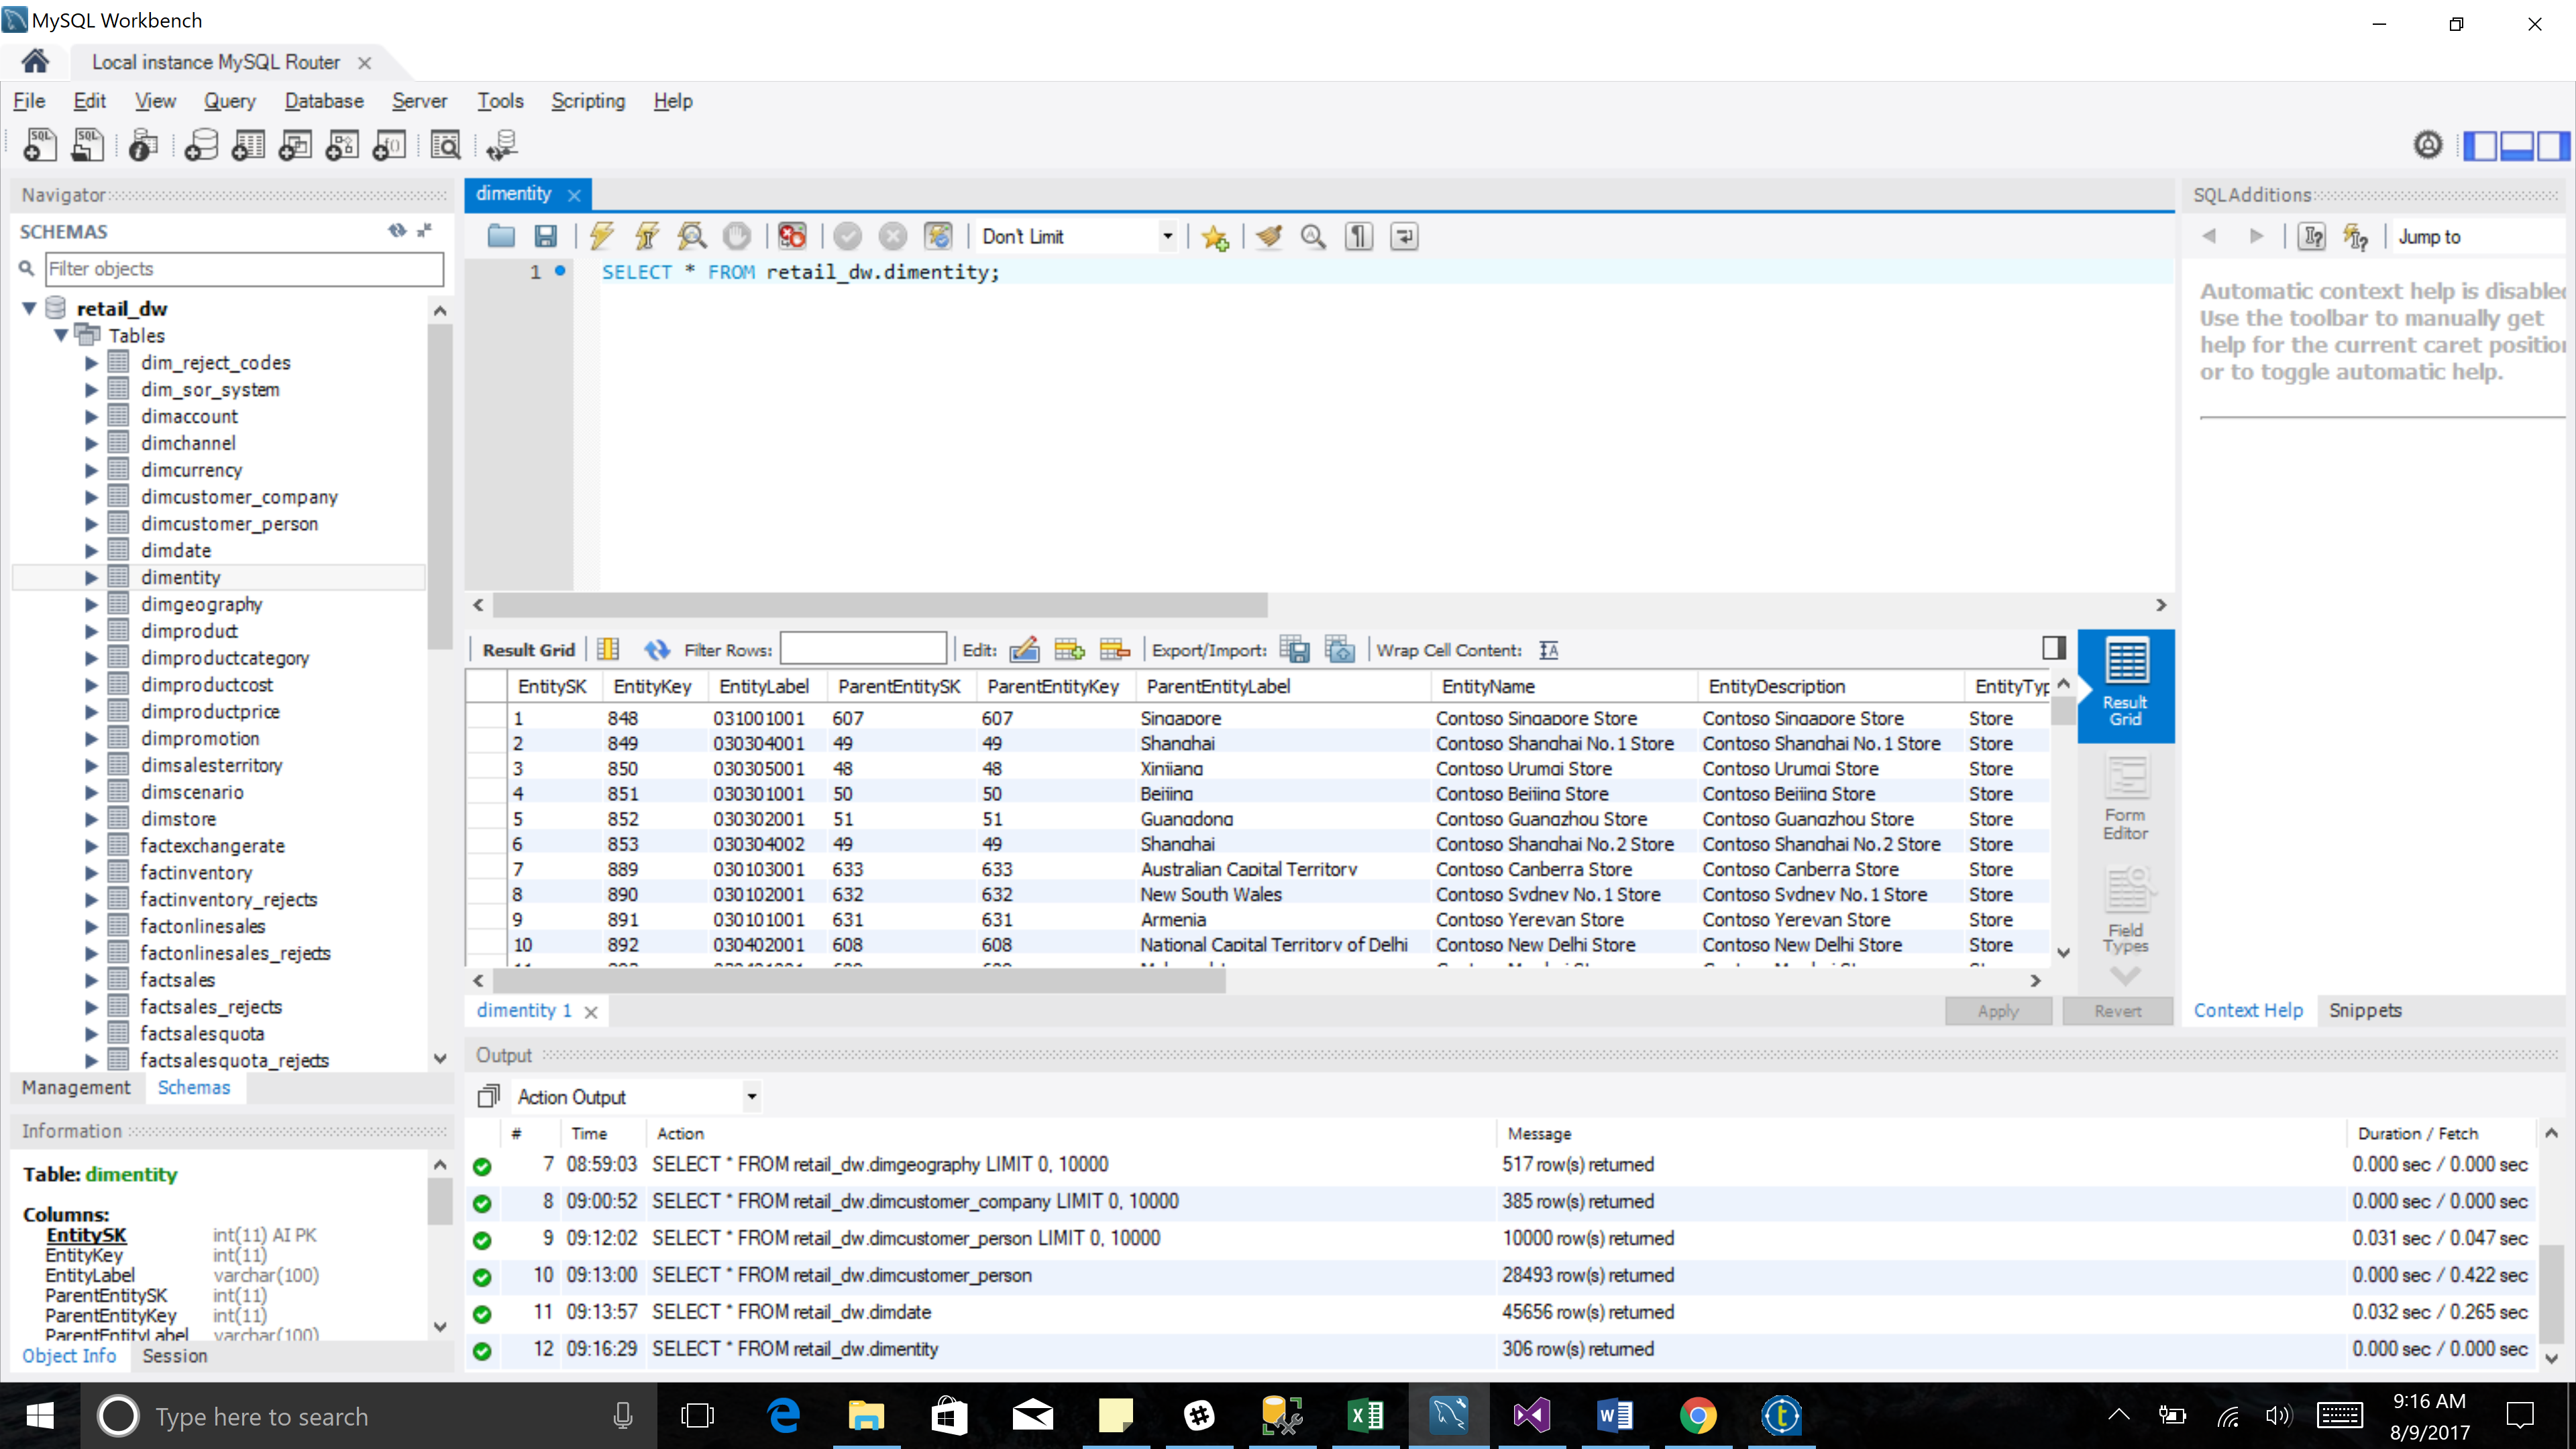 MySQL Workbench
Local instance MySQL Router
File Edit View Query Database Server Tools Scripting Help
Navigator
SCHEMAS
Filter objects
retail_dw
Tables
dim_reject_codes
dim_sor_system
dimaccount
dimchannel
dimcurrency
dimcustomer_company
dimcustomer_person
dimdate
dimentity
dimgeography
dimproduct
dimproductcategory
dimproductcost
dimproductprice
dimpromotion
dimsalesterritory
dimscenario
dimstore
factexchangerate
factinventory
factinventory_rejects
factonlinesales
factonlinesales_rejects
factsales
factsales_rejects
factsalesquota
factsalesquota_rejects
Management Schemas
Information
Table: dimentity
Columns:
EntitySK int(11) AI PK
EntityKey int(11)
EntityLabel varchar(100)
ParentEntitySK int(11)
ParentEntityKey int(11)
ParentEntityLabel varchar(100)
Object Info Session
dimentity
Don't Limit
1 SELECT * FROM retail_dw.dimentity;
Result Grid Filter Rows: Edit: Export/Import: Wrap Cell Content:
EntitySK EntityKey EntityLabel ParentEntitySK ParentEntityKey ParentEntityLabel EntityName EntityDescription EntityTyp
1 848 031001001 607 607 Singapore Contoso Singapore Store Contoso Singapore Store Store
2 849 030304001 49 49 Shanghai Contoso Shanghai No.1 Store Contoso Shanghai No.1 Store Store
3 850 030305001 48 48 Xinjiang Contoso Urumqi Store Contoso Urumqi Store Store
4 851 030301001 50 50 Beijing Contoso Beijing Store Contoso Beijing Store Store
5 852 030302001 51 51 Guangdong Contoso Guangzhou Store Contoso Guangzhou Store Store
6 853 030304002 49 49 Shanghai Contoso Shanghai No.2 Store Contoso Shanghai No.2 Store Store
7 889 030103001 633 633 Australian Capital Territory Contoso Canberra Store Contoso Canberra Store Store
8 890 030102001 632 632 New South Wales Contoso Sydney No.1 Store Contoso Sydney No.1 Store Store
9 891 030101001 631 631 Armenia Contoso Yerevan Store Contoso Yerevan Store Store
10 892 030402001 608 608 National Capital Territory of Delhi Contoso New Delhi Store Contoso New Delhi Store Store
Result Grid
Form Editor
Field Types
dimentity 1
Apply Revert
SQLAdditions
Jump to
Automatic context help is disabled
Use the toolbar to manually get
help for the current caret position
or to toggle automatic help.
Context Help Snippets
Output
Action Output
# Time Action Message Duration / Fetch
7 08:59:03 SELECT * FROM retail_dw.dimgeography LIMIT 0, 10000 517 row(s) returned 0.000 sec / 0.000 sec
8 09:00:52 SELECT * FROM retail_dw.dimcustomer_company LIMIT 0, 10000 385 row(s) returned 0.000 sec / 0.000 sec
9 09:12:02 SELECT * FROM retail_dw.dimcustomer_person LIMIT 0, 10000 10000 row(s) returned 0.031 sec / 0.047 sec
10 09:13:00 SELECT * FROM retail_dw.dimcustomer_person 28493 row(s) returned 0.000 sec / 0.422 sec
11 09:13:57 SELECT * FROM retail_dw.dimdate 45656 row(s) returned 0.032 sec / 0.265 sec
12 09:16:29 SELECT * FROM retail_dw.dimentity 306 row(s) returned 0.000 sec / 0.000 sec
Type here to search
9:16 AM
8/9/2017